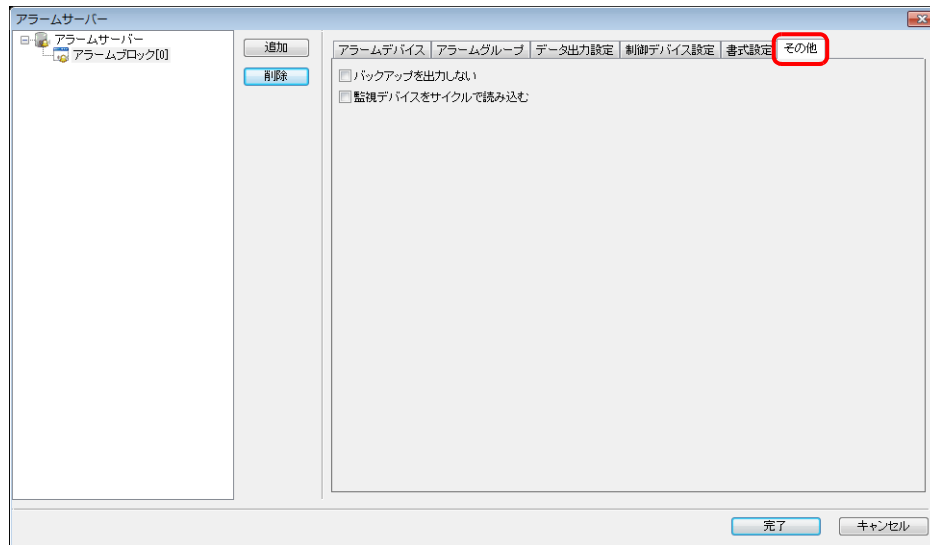 アラームサーバー
アラームサーバー
アラームブロック[0]
追加
削除
アラームデバイス アラームグループ データ出力設定 制御デバイス設定 書式設定 その他
バックアップを出力しない
監視デバイスをサイクルで読み込む
完了 キャンセル